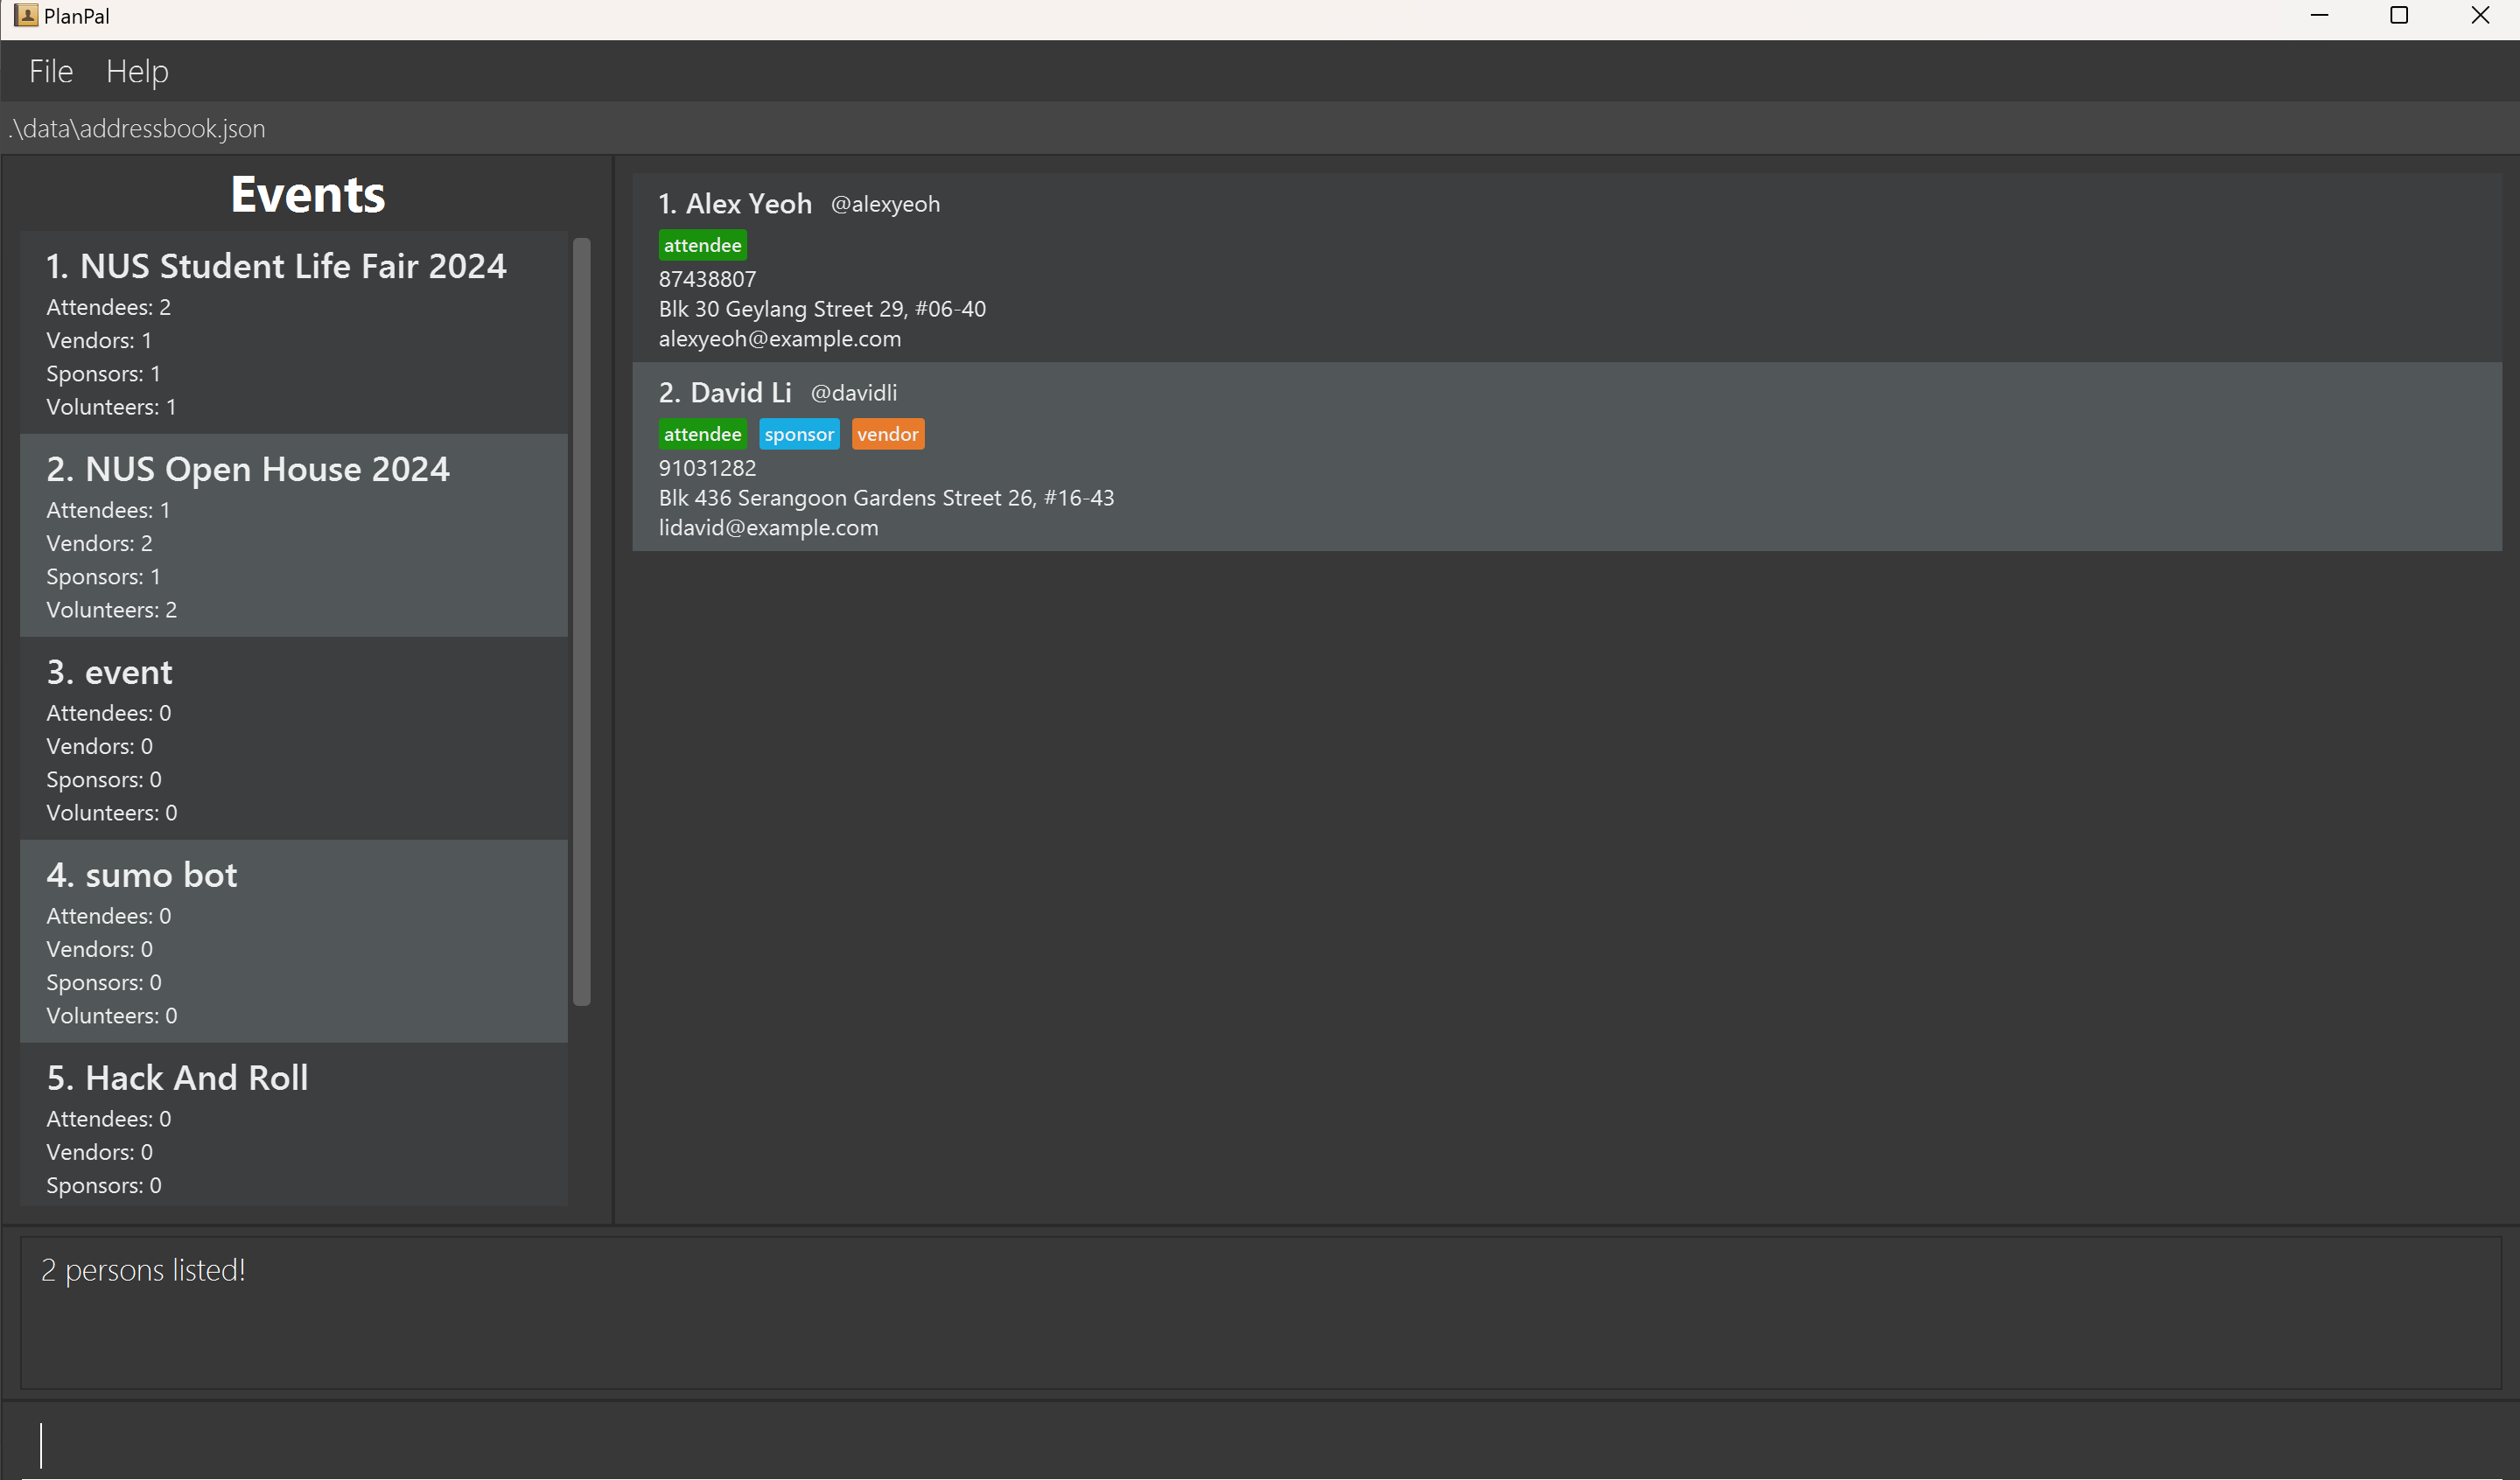 PlanPal
File Help
.\data\addressbook.json
Events
1. NUS Student Life Fair 2024
Attendees: 2
Vendors: 1
Sponsors: 1
Volunteers: 1
2. NUS Open House 2024
Attendees: 1
Vendors: 2
Sponsors: 1
Volunteers: 2
3. event
Attendees: 0
Vendors: 0
Sponsors: 0
Volunteers: 0
4. sumo bot
Attendees: 0
Vendors: 0
Sponsors: 0
Volunteers: 0
5. Hack And Roll
Attendees: 0
Vendors: 0
Sponsors: 0
1. Alex Yeoh @alexyeoh
attendee
87438807
Blk 30 Geylang Street 29, #06-40
alexyeoh@example.com
2. David Li @davidli
attendee sponsor vendor
91031282
Blk 436 Serangoon Gardens Street 26, #16-43
lidavid@example.com
2 persons listed!